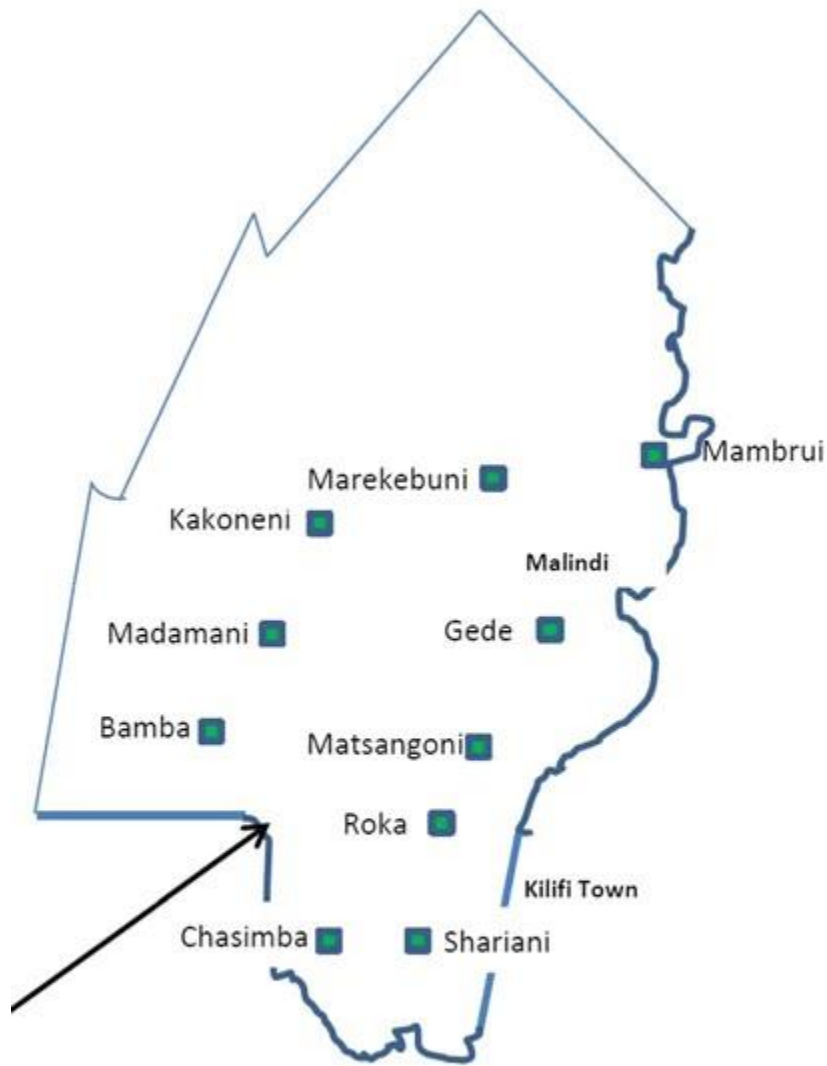 Mambrui
Marekebuni
Kakoneni
Malindi
Madamani
Gede
Bamba
Matsangoni
Roka
Kilifi Town
Chasimba
Shariani